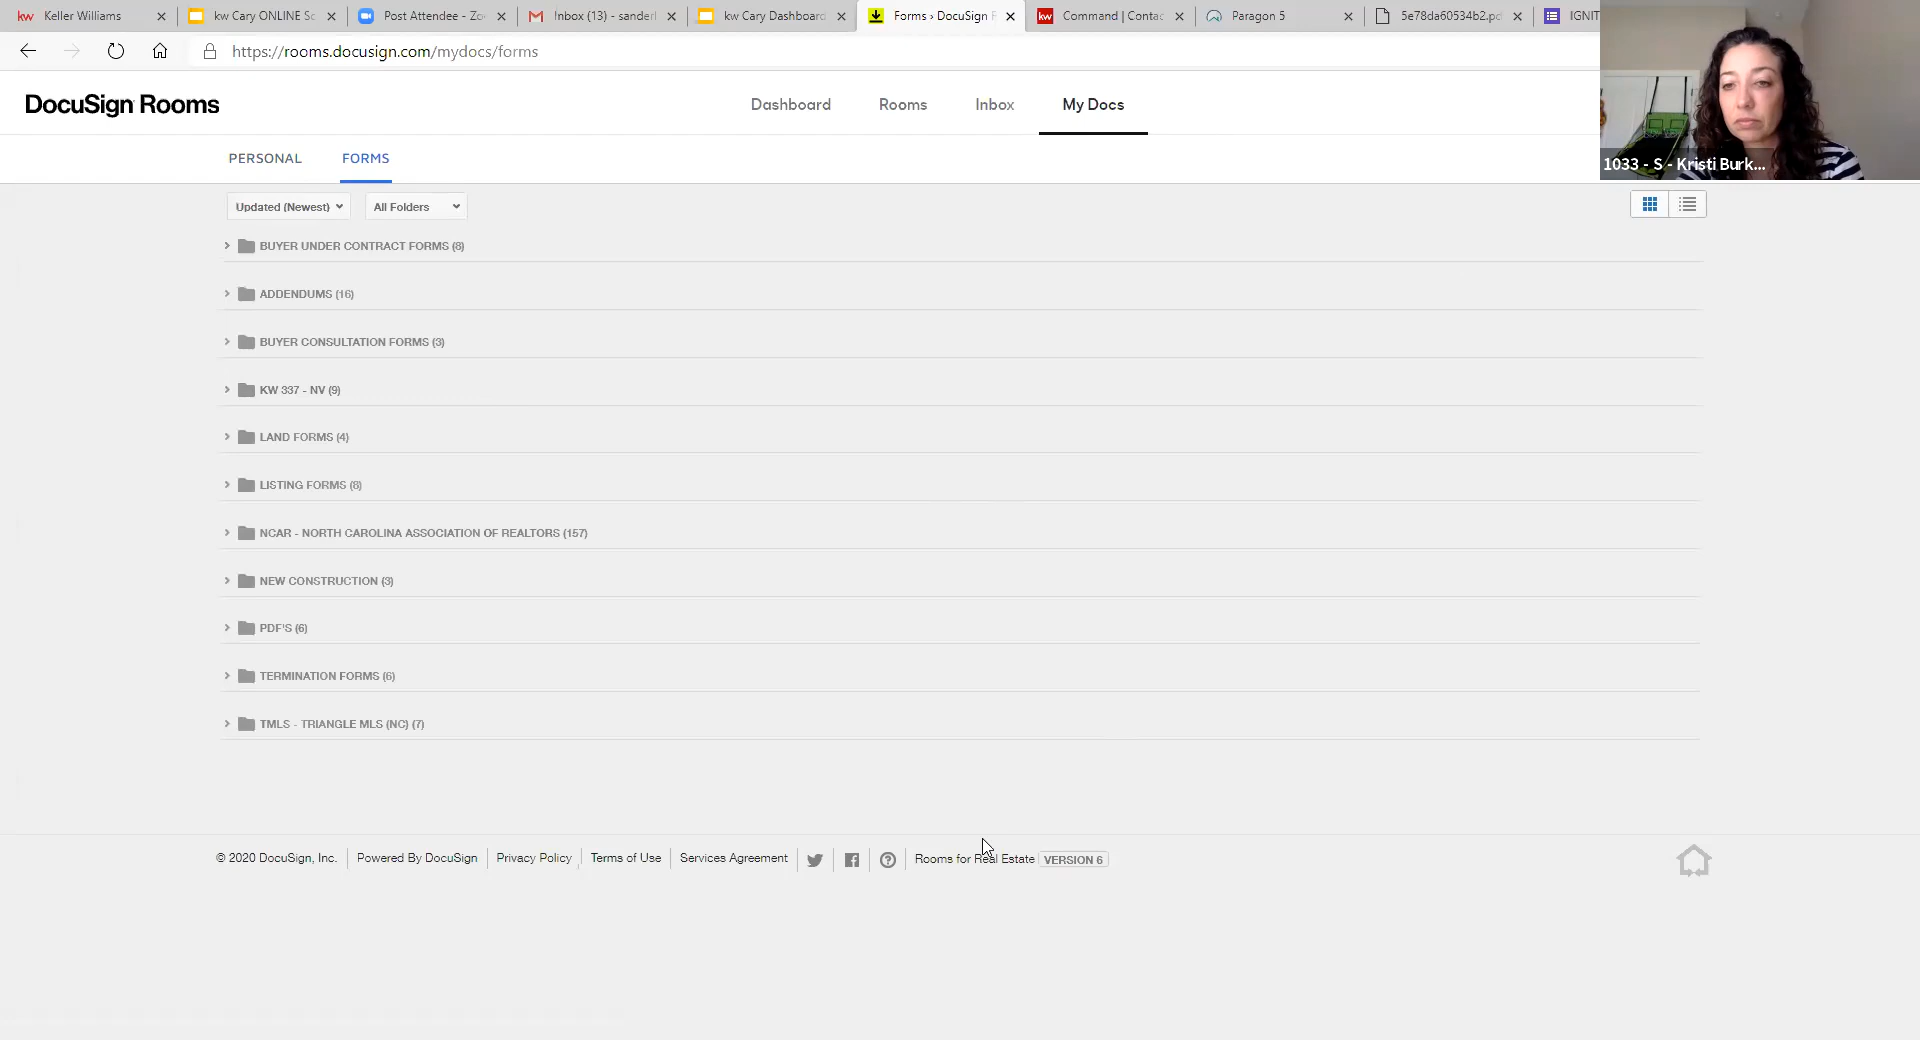 Keller Williams
kw Cary ONLINE Sc
Post Attendee - Zo
Inbox (13) - sander
kw Cary Dashboard
Forms › DocuSign R
Command | Contac
Paragon 5
5e78da60534b2.pd
IGNIT
https://rooms.docusign.com/mydocs/forms
DocuSign Rooms
Dashboard
Rooms
Inbox
My Docs
1033 - S - Kristi Burk...
PERSONAL
FORMS
Updated (Newest)
All Folders
BUYER UNDER CONTRACT FORMS (8)
ADDENDUMS (16)
BUYER CONSULTATION FORMS (3)
KW 337 - NV (9)
LAND FORMS (4)
LISTING FORMS (8)
NCAR - NORTH CAROLINA ASSOCIATION OF REALTORS (157)
NEW CONSTRUCTION (3)
PDF'S (6)
TERMINATION FORMS (6)
TMLS - TRIANGLE MLS (NC) (7)
© 2020 DocuSign, Inc.
Powered By DocuSign
Privacy Policy
Terms of Use
Services Agreement
Rooms for Real Estate
VERSION 6